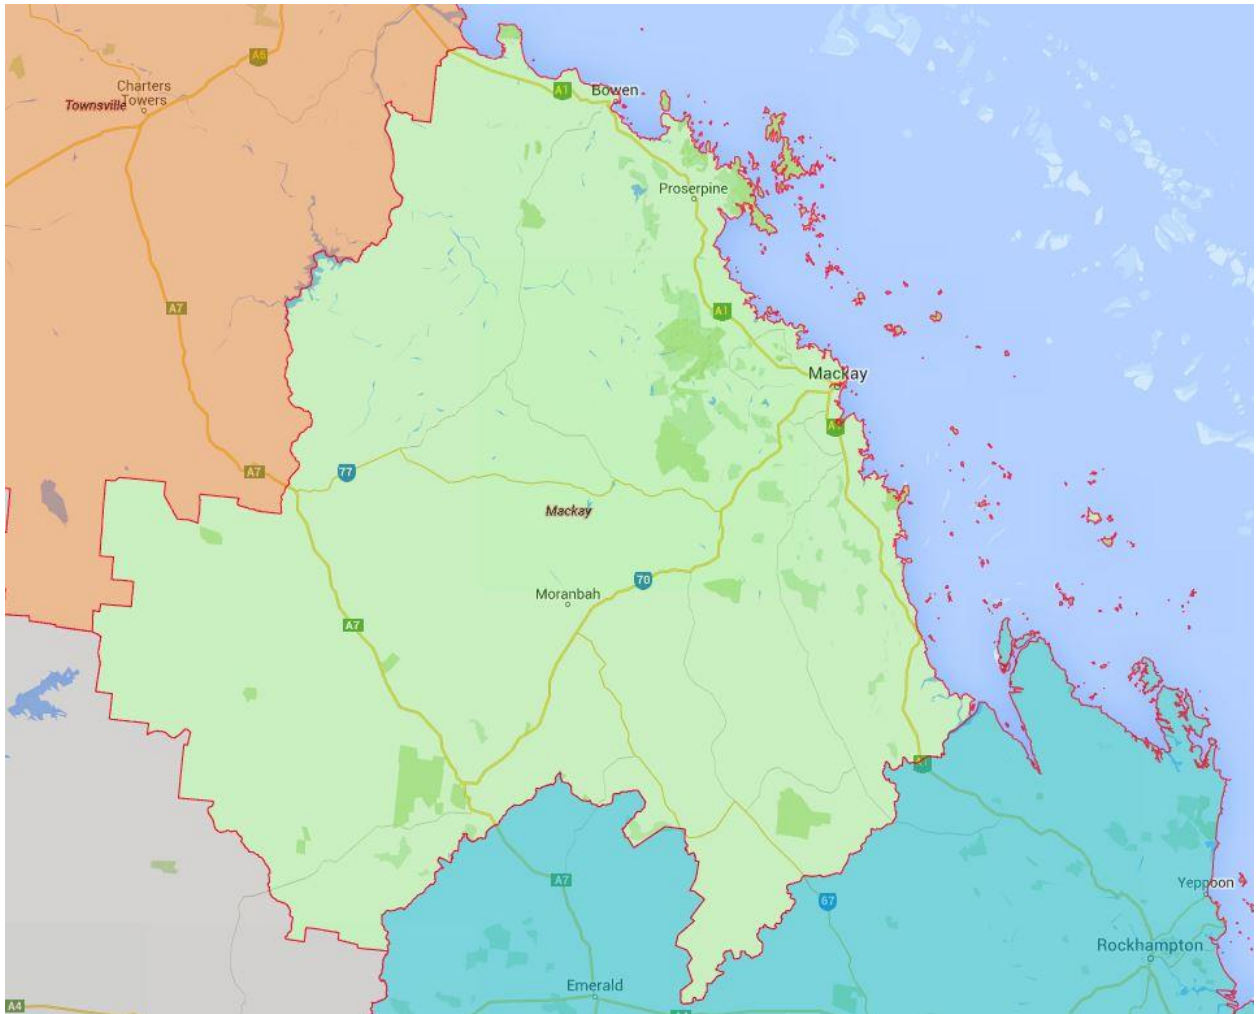 A6
Charters
Towers
Townsville
A1
Bowen
Proserpine
A7
A1
Mackay
A7
77
Mackay
70
Moranbah
A7
A7
67
Yeppoon
Rockhampton
Emerald
A4